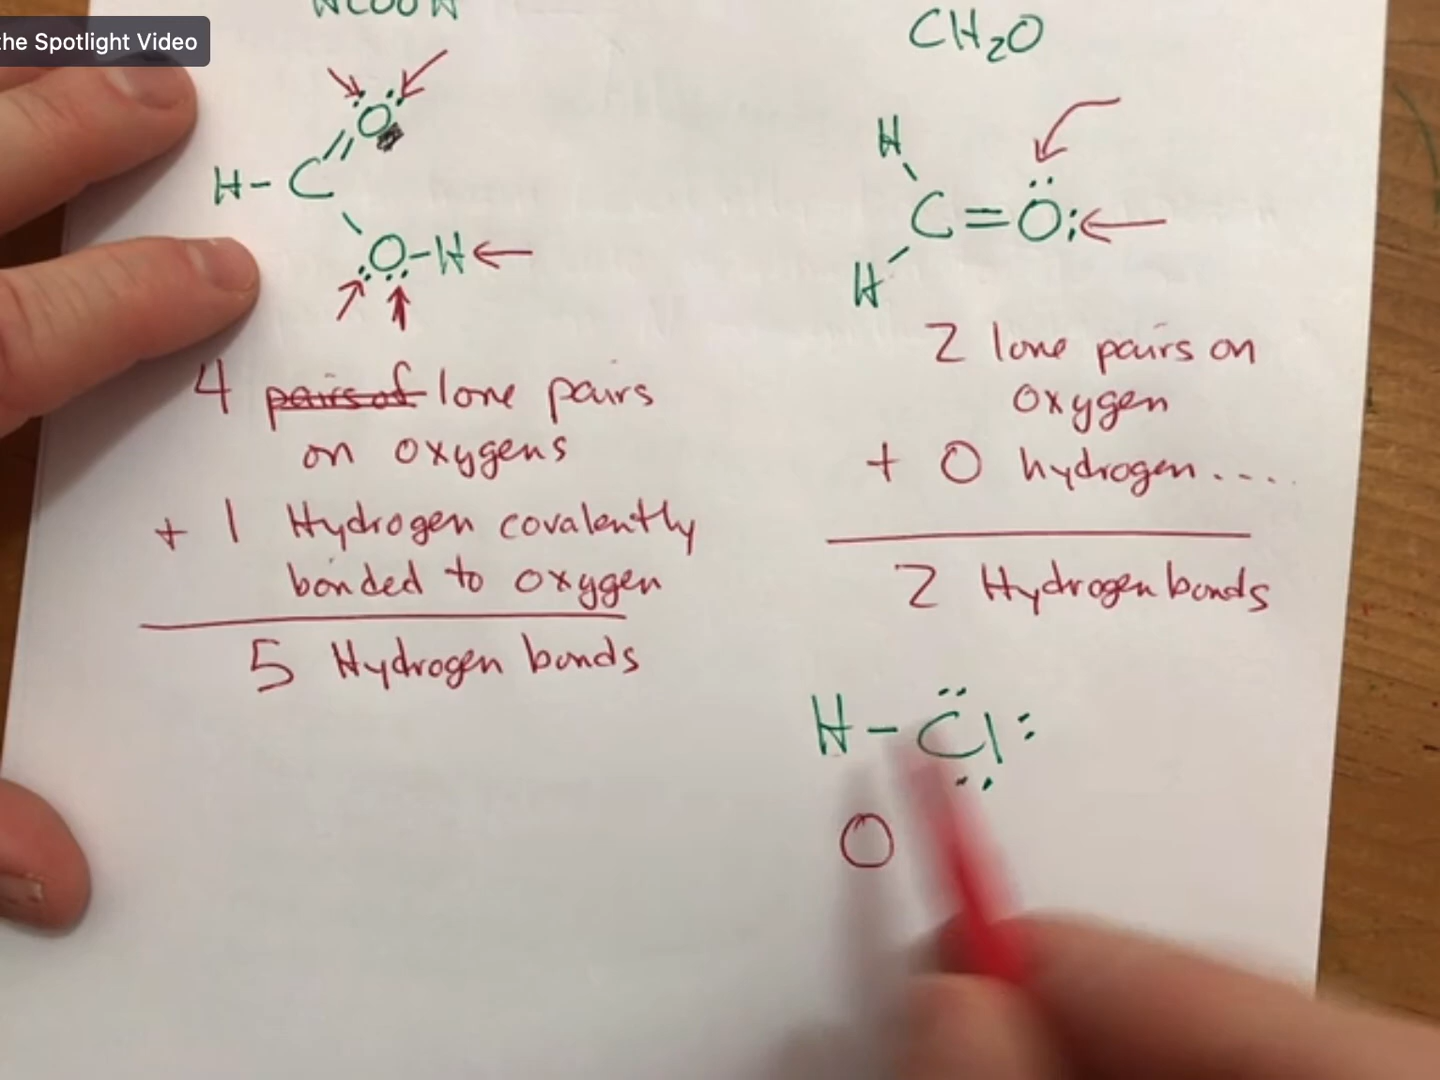 the Spotlight Video
HCOOH
O
H-C
O-H
4 pairs of lone pairs
on oxygens
+ 1 Hydrogen covalently
bonded to oxygen
5 Hydrogen bonds
CH2O
H
C=O:
H
2 lone pairs on
oxygen
+ 0 hydrogen....
2 Hydrogen bonds
H-Cl:
O